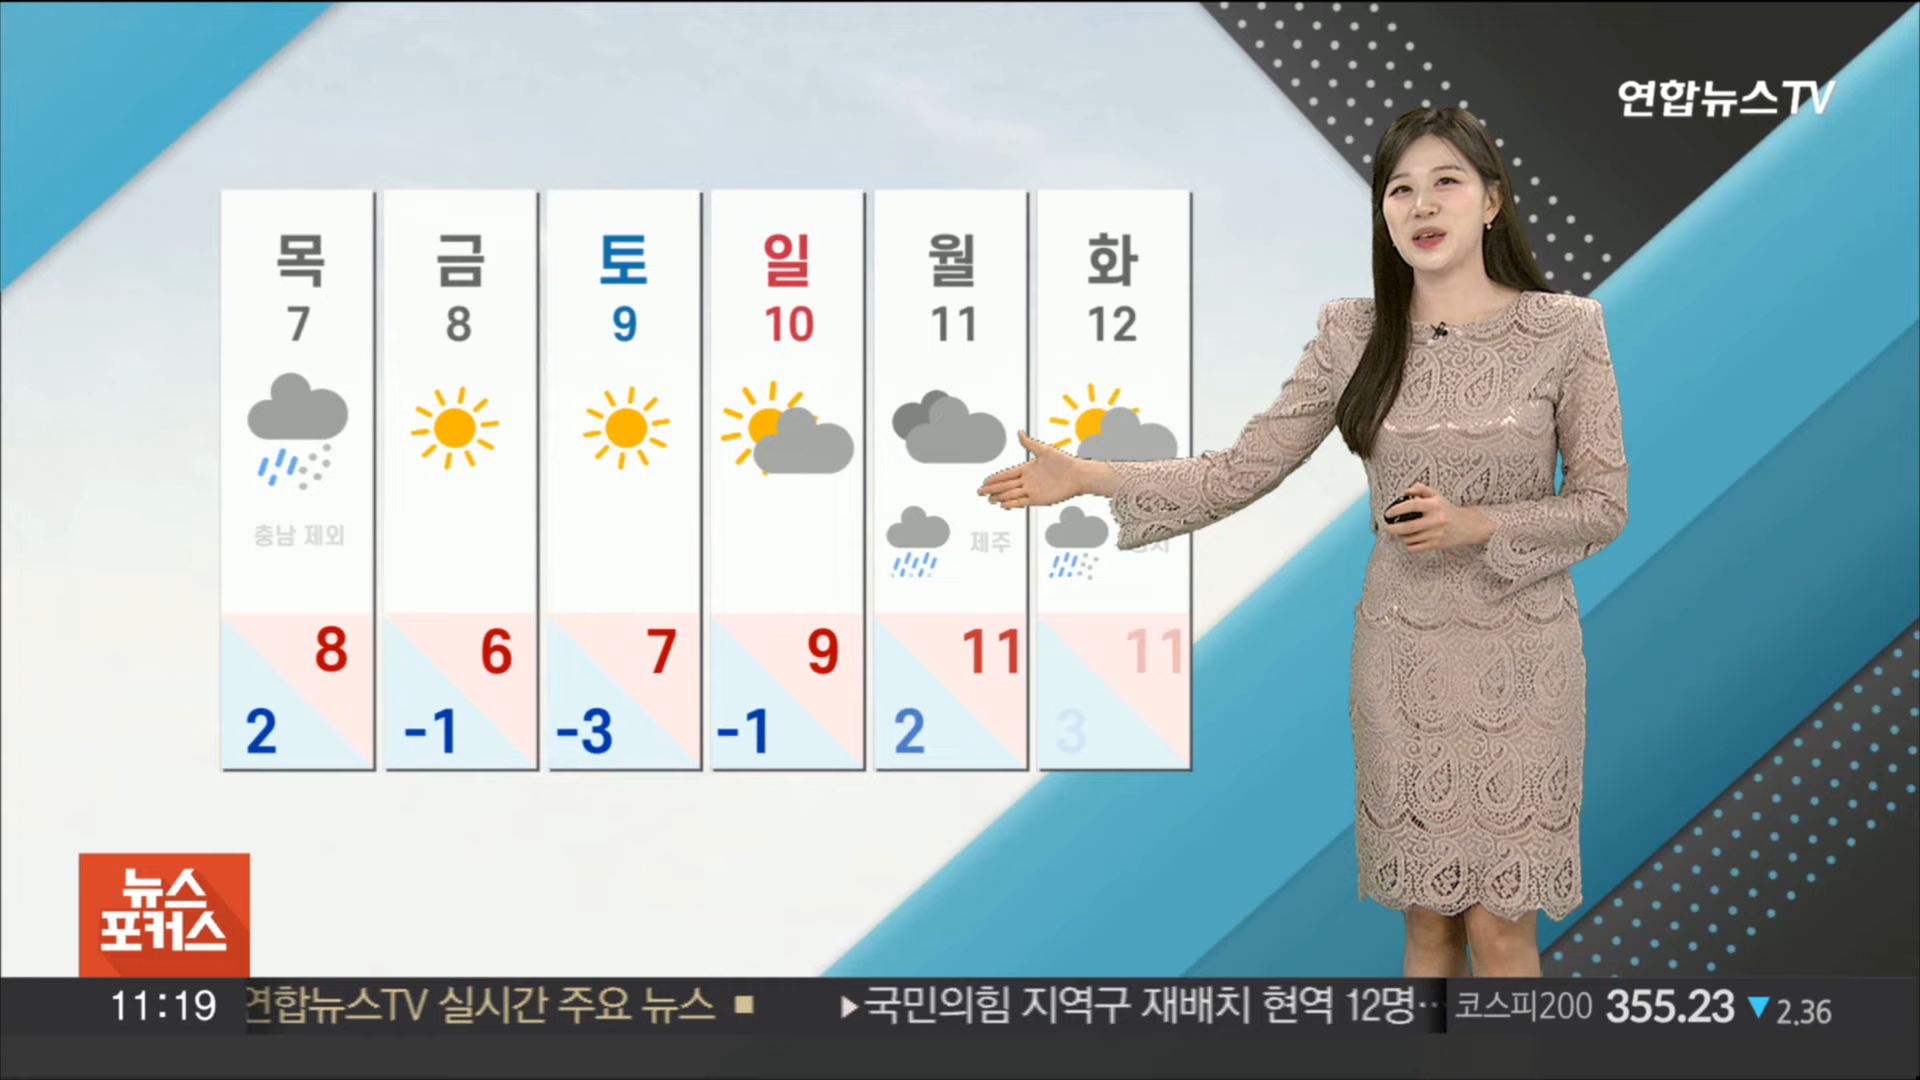 연합뉴스TV
목 금 토 일 월 화
7 8 9 10 11 12
충남 제외
제주
8 6 7 9 11 11
2 -1 -3 -1 2 3
뉴스
포커스
11:19 연합뉴스TV 실시간 주요 뉴스 ■ ▶국민의힘 지역구 재배치 현역 12명… 코스피200 355.23 ▼2.36